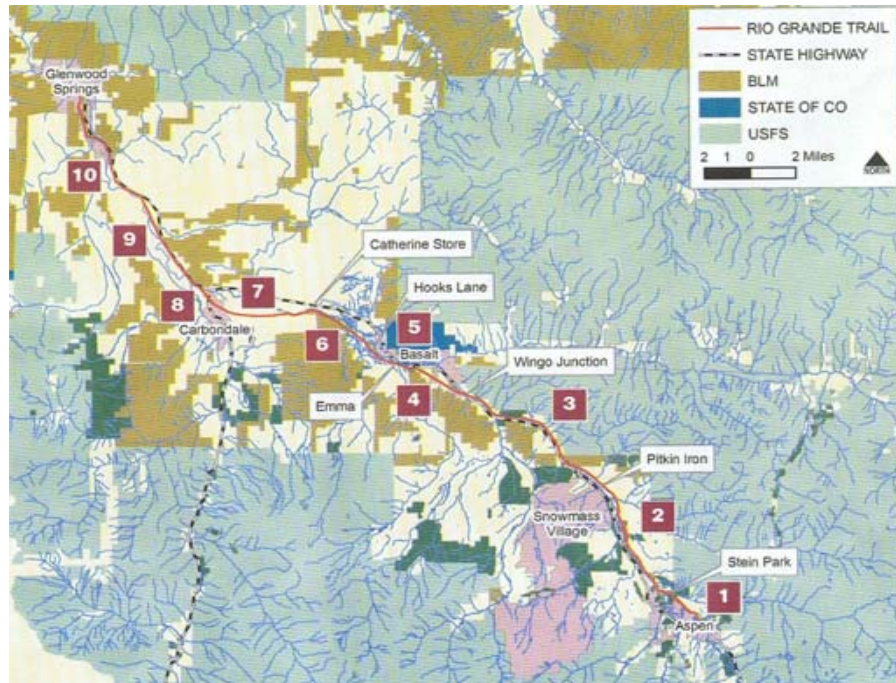 RIO GRANDE TRAIL
STATE HIGHWAY
BLM
STATE OF CO
USFS
2 1 0 2 Miles
NORTH
Glenwood
Springs
10
9
Catherine Store
7
Hooks Lane
8
Carbondale
5
6
Basalt
Wingo Junction
Emma
4
3
Pitkin Iron
Snowmass
Village
2
Stein Park
1
Aspen